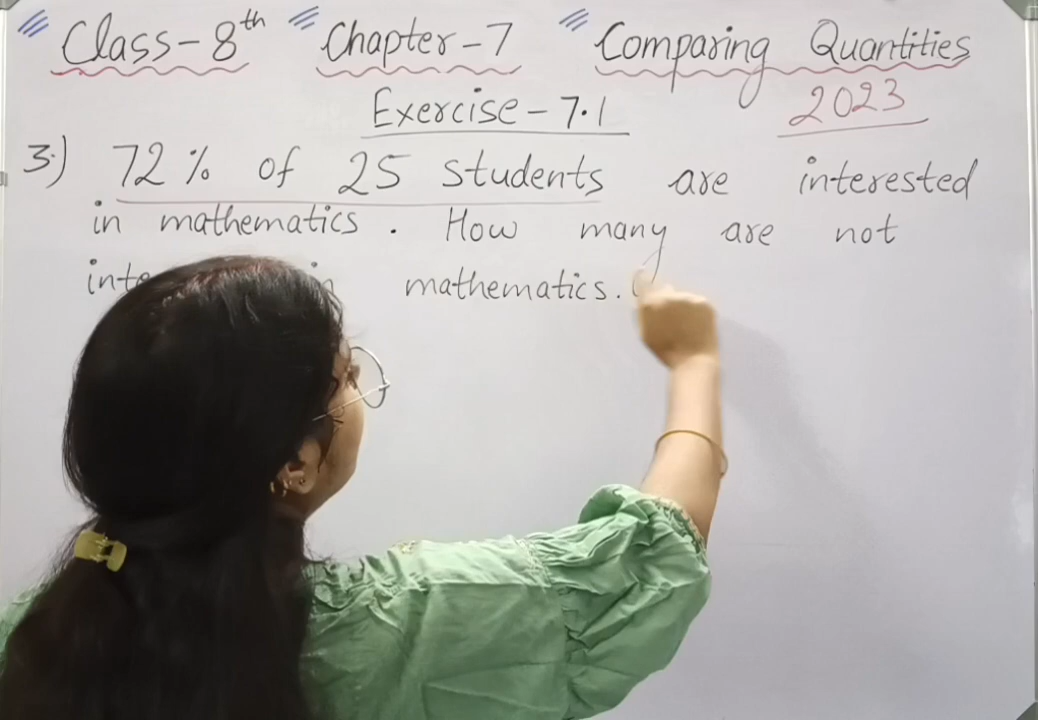 Class-8th Chapter-7 Comparing Quantities
Exercise-7.1 2023
3.) 72% of 25 students are interested
in mathematics. How many are not
in mathematics.